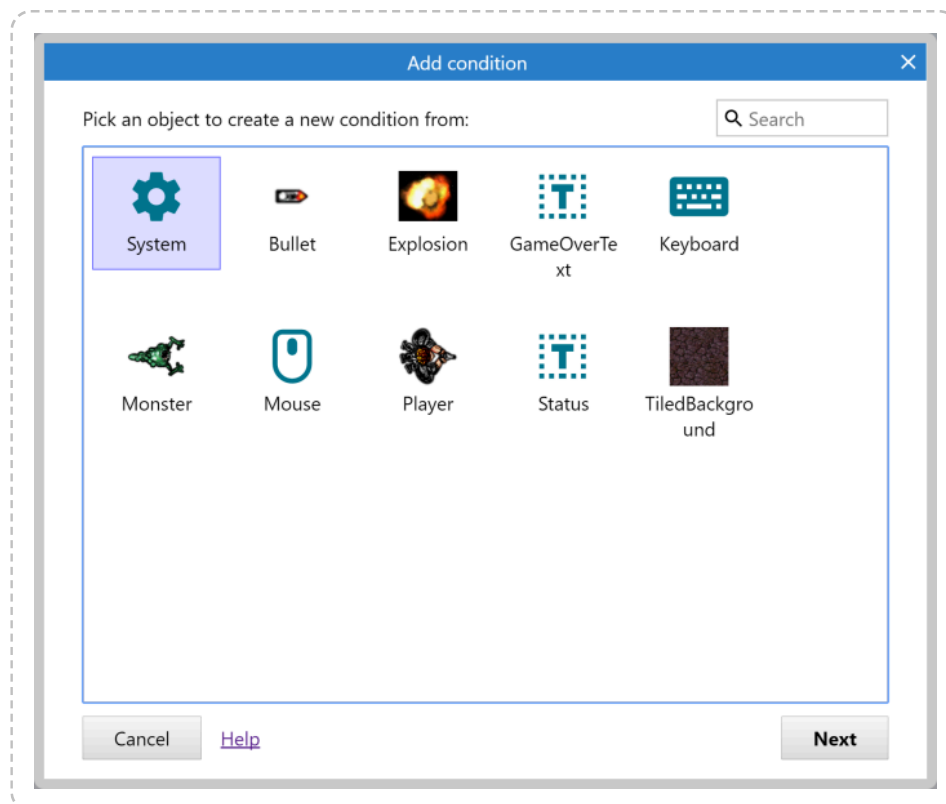 Add condition
Pick an object to create a new condition from:
Search
System
Bullet
Explosion
GameOverTe
xt
Keyboard
Monster
Mouse
Player
Status
TiledBackgro
und
Cancel
Help
Next